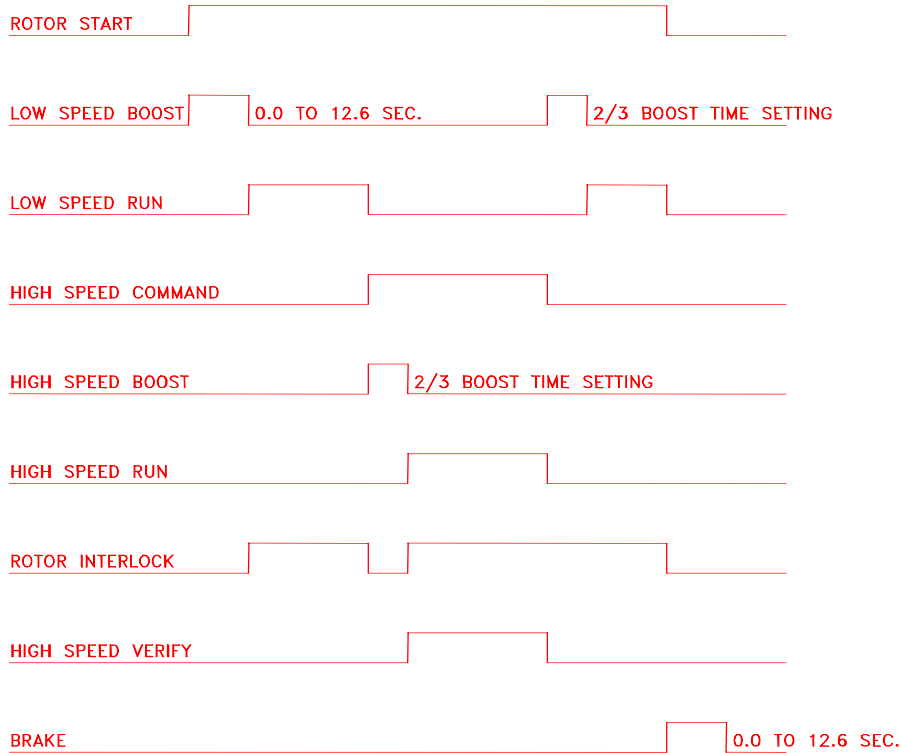 ROTOR START
LOW SPEED BOOST 0.0 TO 12.6 SEC. 2/3 BOOST TIME SETTING
LOW SPEED RUN
HIGH SPEED COMMAND
HIGH SPEED BOOST 2/3 BOOST TIME SETTING
HIGH SPEED RUN
ROTOR INTERLOCK
HIGH SPEED VERIFY
BRAKE 0.0 TO 12.6 SEC.